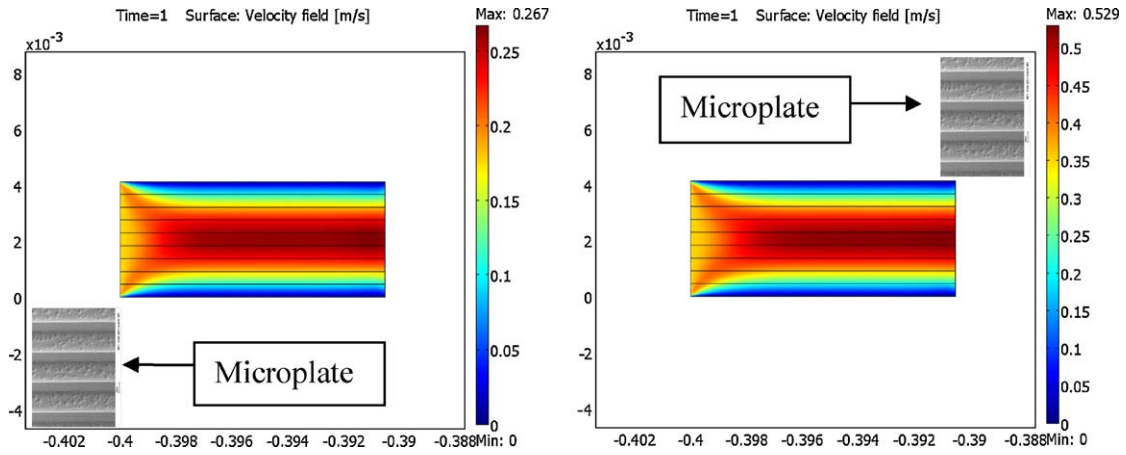 Time=1 Surface: Velocity field [m/s]
Max: 0.267
x10⁻³
8
6
4
2
0
-2
-4
-0.402 -0.4 -0.398 -0.396 -0.394 -0.392 -0.39 -0.388
0.25
0.2
0.15
0.1
0.05
0
Min: 0
Microplate
Time=1 Surface: Velocity field [m/s]
Max: 0.529
x10⁻³
8
6
4
2
0
-2
-4
-0.402 -0.4 -0.398 -0.396 -0.394 -0.392 -0.39 -0.388
0.5
0.45
0.4
0.35
0.3
0.25
0.2
0.15
0.1
0.05
0
Min: 0
Microplate